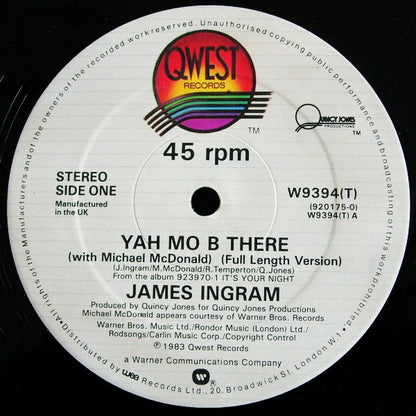 All rights of the Manufacturers and of the owners of the recorded work reserved. Unauthorised copying public performance and broadcasting of this work prohibited.
QWEST
RECORDS
TM
QUINCY JONES
PRODUCTIONS
TM
45 rpm
STEREO
SIDE ONE
Manufactured
in the UK
W9394(T)
(920175-0)
W9394(T) A
YAH MO B THERE
(with Michael McDonald) (Full Length Version)
(J.Ingram/M.McDonald/R.Temperton/Q.Jones)
From the album 923970-1 IT'S YOUR NIGHT
JAMES INGRAM
Produced by Quincy Jones for Quincy Jones Productions
Michael McDonald appears courtesy of Warner Bros. Records
Warner Bros. Music Ltd./Rondor Music (London) Ltd./
Rodsongs/Carlin Music Corp./Copyright Control
℗ 1983 Qwest Records
a Warner Communications Company
Distributed by wea Records Ltd. 20, Broadwick St. London W.1